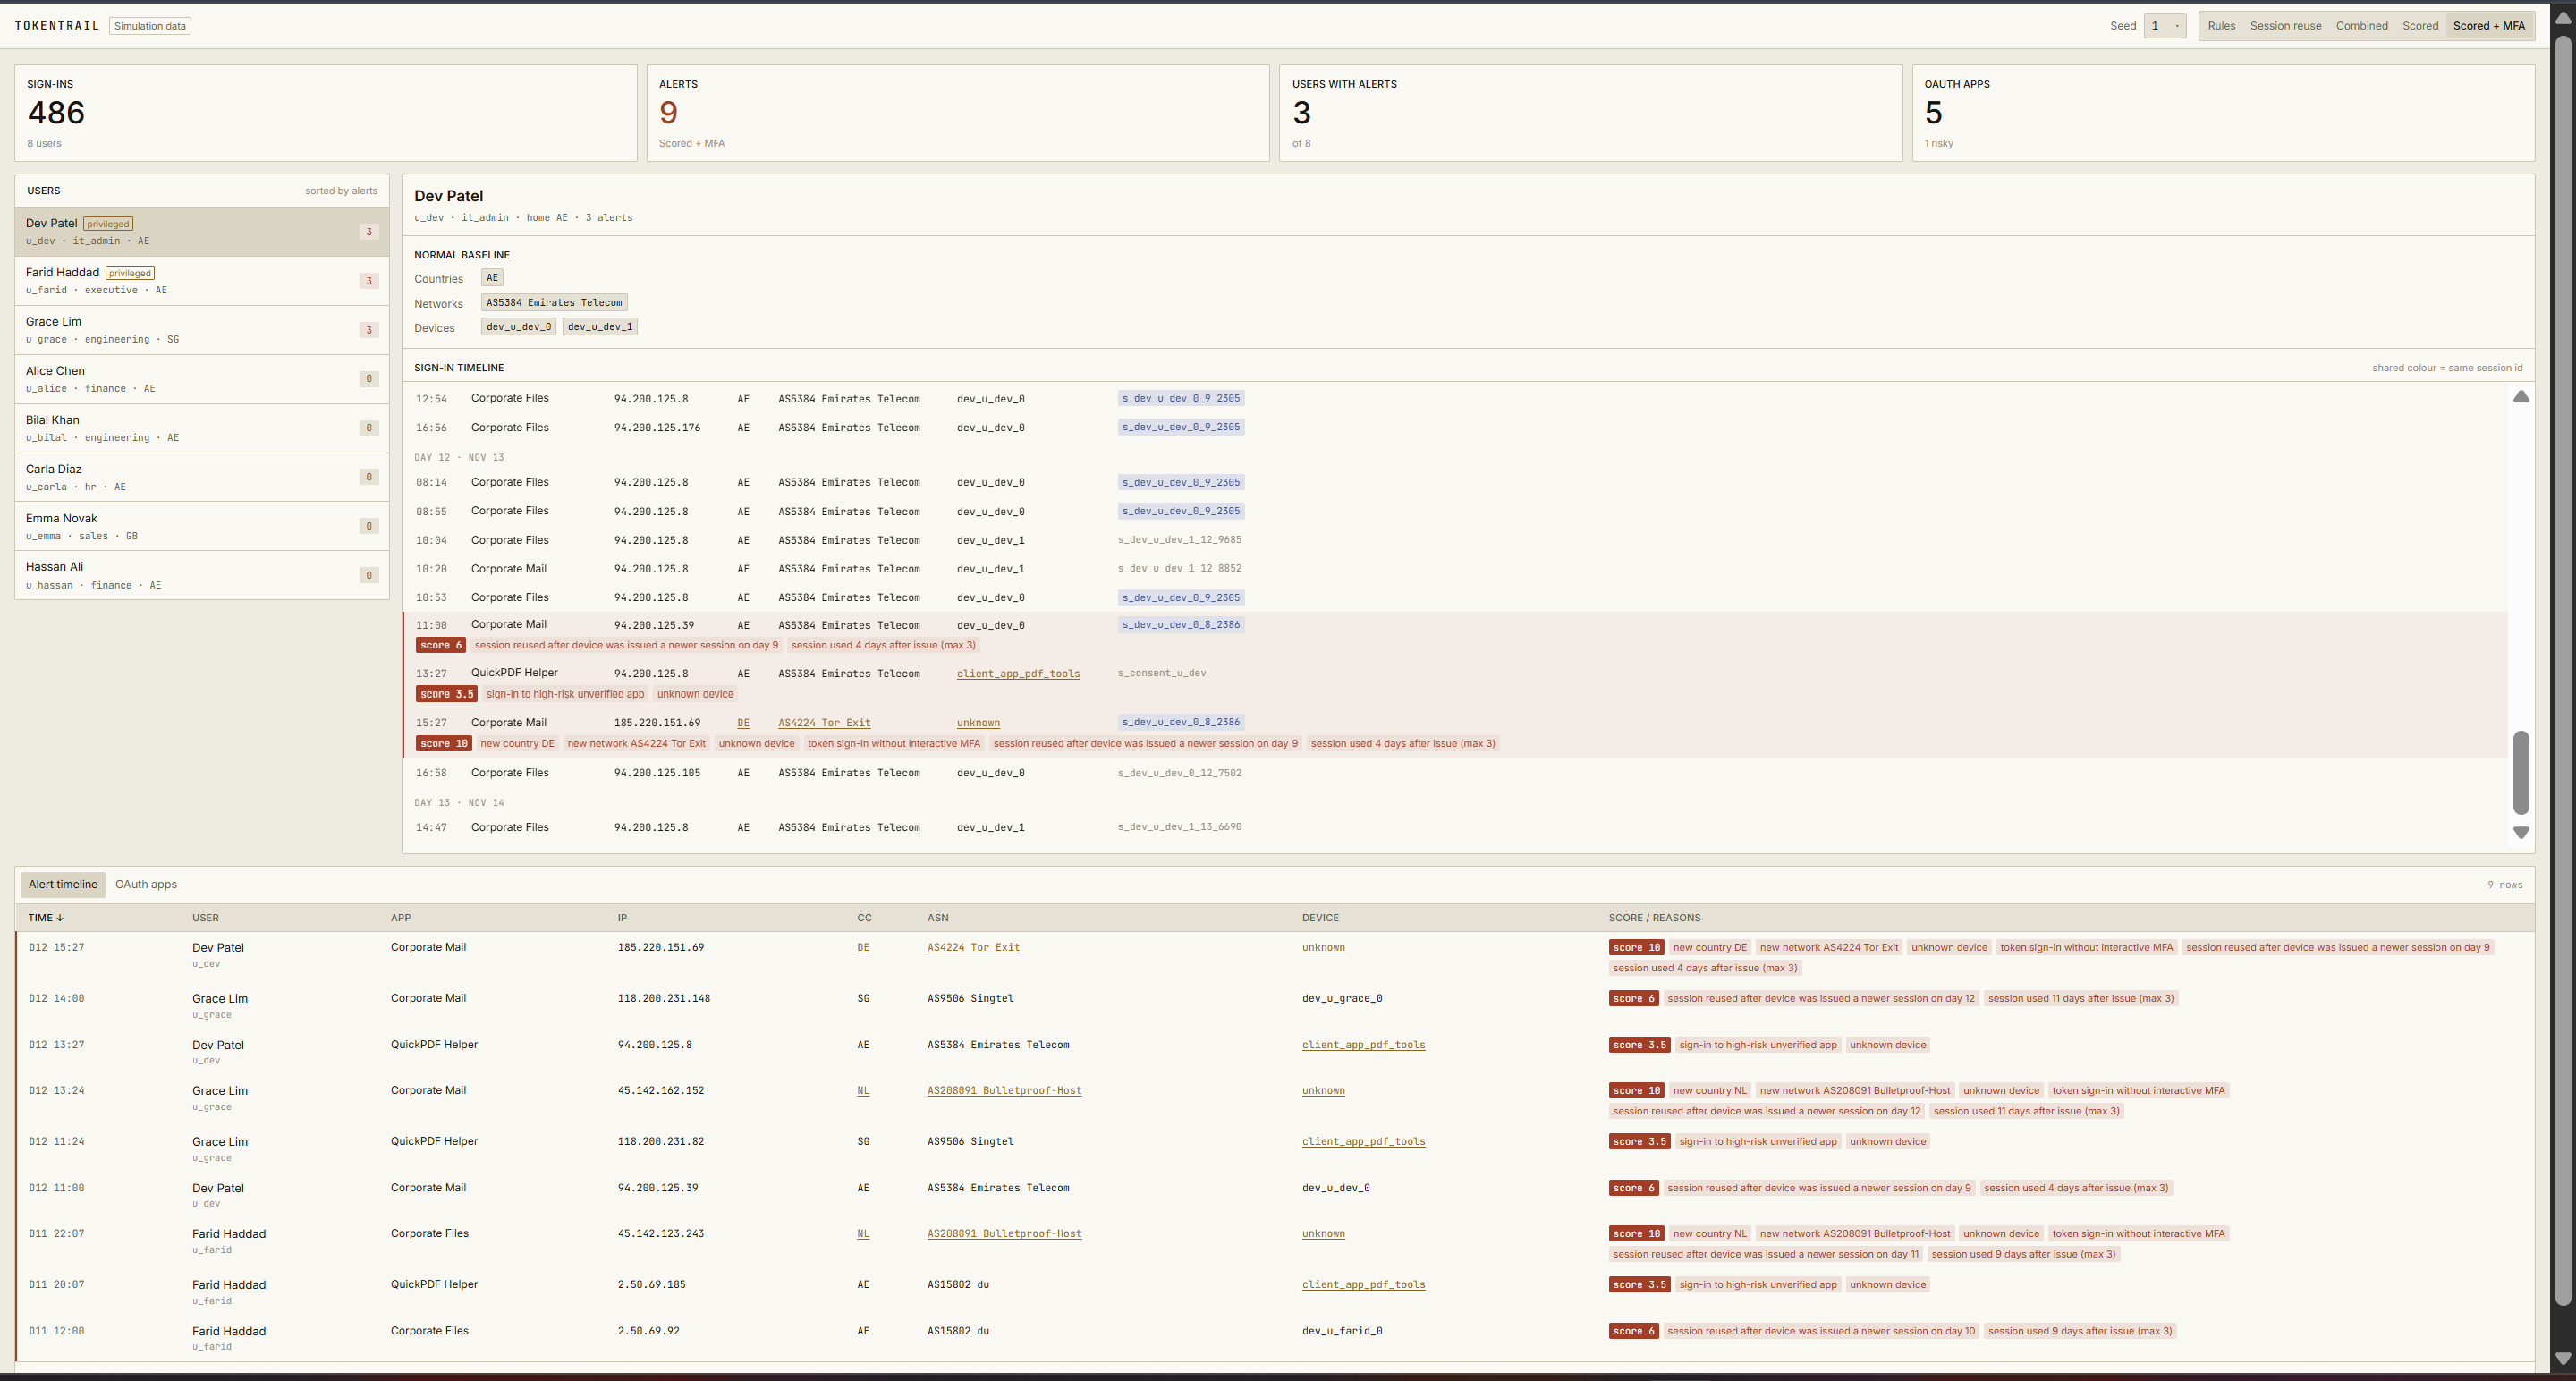 TOKENTRAIL Simulation data Seed 1 Rules Session reuse Combined Scored Scored + MFA
SIGN-INS
486
8 users
ALERTS
9
Scored + MFA
USERS WITH ALERTS
3
of 8
OAUTH APPS
5
1 risky
USERS sorted by alerts
Dev Patel privileged
u_dev · it_admin · AE 3
Farid Haddad privileged
u_farid · executive · AE 3
Grace Lim
u_grace · engineering · SG 3
Alice Chen
u_alice · finance · AE 0
Bilal Khan
u_bilal · engineering · AE 0
Carla Diaz
u_carla · hr · AE 0
Emma Novak
u_emma · sales · GB 0
Hassan Ali
u_hassan · finance · AE 0
Dev Patel
u_dev · it_admin · home AE · 3 alerts
NORMAL BASELINE
Countries AE
Networks AS5384 Emirates Telecom
Devices dev_u_dev_0 dev_u_dev_1
SIGN-IN TIMELINE shared colour = same session id
12:54 Corporate Files 94.200.125.8 AE AS5384 Emirates Telecom dev_u_dev_0 s_dev_u_dev_0_9_2305
16:56 Corporate Files 94.200.125.176 AE AS5384 Emirates Telecom dev_u_dev_0 s_dev_u_dev_0_9_2305
DAY 12 · NOV 13
08:14 Corporate Files 94.200.125.8 AE AS5384 Emirates Telecom dev_u_dev_0 s_dev_u_dev_0_9_2305
08:55 Corporate Files 94.200.125.8 AE AS5384 Emirates Telecom dev_u_dev_0 s_dev_u_dev_0_9_2305
10:04 Corporate Files 94.200.125.8 AE AS5384 Emirates Telecom dev_u_dev_1 s_dev_u_dev_1_12_9685
10:20 Corporate Mail 94.200.125.8 AE AS5384 Emirates Telecom dev_u_dev_1 s_dev_u_dev_1_12_8852
10:53 Corporate Files 94.200.125.8 AE AS5384 Emirates Telecom dev_u_dev_0 s_dev_u_dev_0_9_2305
11:00 Corporate Mail 94.200.125.39 AE AS5384 Emirates Telecom dev_u_dev_0 s_dev_u_dev_0_8_2386
score 6 session reused after device was issued a newer session on day 9 session used 4 days after issue (max 3)
13:27 QuickPDF Helper 94.200.125.8 AE AS5384 Emirates Telecom client_app_pdf_tools s_consent_u_dev
score 3.5 sign-in to high-risk unverified app unknown device
15:27 Corporate Mail 185.220.151.69 DE AS4224 Tor Exit unknown s_dev_u_dev_0_8_2386
score 10 new country DE new network AS4224 Tor Exit unknown device token sign-in without interactive MFA session reused after device was issued a newer session on day 9 session used 4 days after issue (max 3)
16:58 Corporate Files 94.200.125.105 AE AS5384 Emirates Telecom dev_u_dev_0 s_dev_u_dev_0_12_7502
DAY 13 · NOV 14
14:47 Corporate Files 94.200.125.8 AE AS5384 Emirates Telecom dev_u_dev_1 s_dev_u_dev_1_13_6690
Alert timeline OAuth apps 9 rows
TIME ↓ USER APP IP CC ASN DEVICE SCORE / REASONS
D12 15:27 Dev Patel Corporate Mail 185.220.151.69 DE AS4224 Tor Exit unknown score 10 new country DE new network AS4224 Tor Exit unknown device token sign-in without interactive MFA session reused after device was issued a newer session on day 9
u_dev session used 4 days after issue (max 3)
D12 14:00 Grace Lim Corporate Mail 118.200.231.148 SG AS9506 Singtel dev_u_grace_0 score 6 session reused after device was issued a newer session on day 12 session used 11 days after issue (max 3)
u_grace
D12 13:27 Dev Patel QuickPDF Helper 94.200.125.8 AE AS5384 Emirates Telecom client_app_pdf_tools score 3.5 sign-in to high-risk unverified app unknown device
u_dev
D12 13:24 Grace Lim Corporate Mail 45.142.162.152 NL AS208091 Bulletproof-Host unknown score 10 new country NL new network AS208091 Bulletproof-Host unknown device token sign-in without interactive MFA
u_grace session reused after device was issued a newer session on day 12 session used 11 days after issue (max 3)
D12 11:24 Grace Lim QuickPDF Helper 118.200.231.82 SG AS9506 Singtel client_app_pdf_tools score 3.5 sign-in to high-risk unverified app unknown device
u_grace
D12 11:00 Dev Patel Corporate Mail 94.200.125.39 AE AS5384 Emirates Telecom dev_u_dev_0 score 6 session reused after device was issued a newer session on day 9 session used 4 days after issue (max 3)
u_dev
D11 22:07 Farid Haddad Corporate Files 45.142.123.243 NL AS208091 Bulletproof-Host unknown score 10 new country NL new network AS208091 Bulletproof-Host unknown device token sign-in without interactive MFA
u_farid session reused after device was issued a newer session on day 11 session used 9 days after issue (max 3)
D11 20:07 Farid Haddad QuickPDF Helper 2.50.69.185 AE AS15802 du client_app_pdf_tools score 3.5 sign-in to high-risk unverified app unknown device
u_farid
D11 12:00 Farid Haddad Corporate Files 2.50.69.92 AE AS15802 du dev_u_farid_0 score 6 session reused after device was issued a newer session on day 10 session used 9 days after issue (max 3)
u_farid